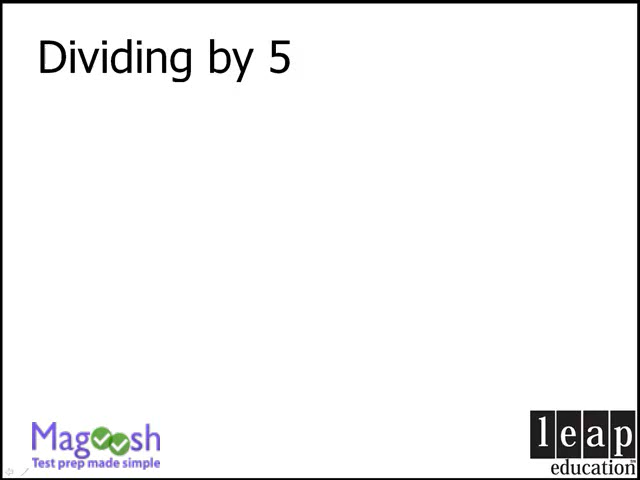 Dividing by 5
Magoosh
Test prep made simple
leap
education